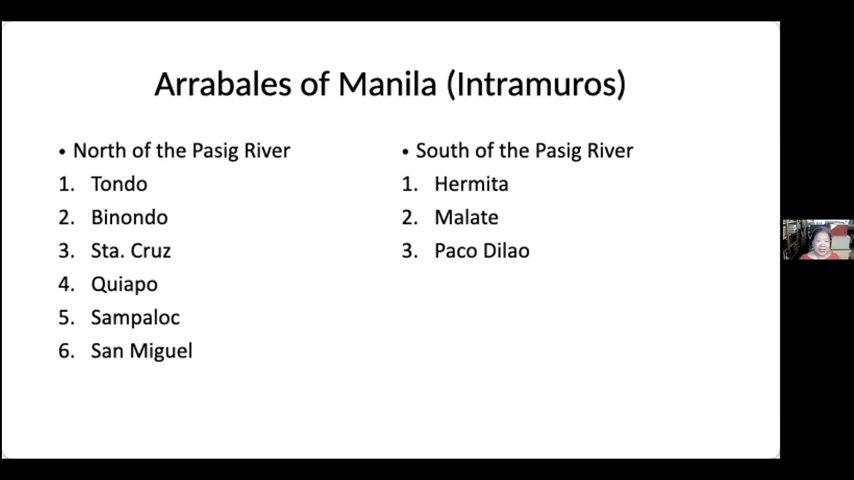 Arrabales of Manila (Intramuros)
• North of the Pasig River
1. Tondo
2. Binondo
3. Sta. Cruz
4. Quiapo
5. Sampaloc
6. San Miguel
• South of the Pasig River
1. Hermita
2. Malate
3. Paco Dilao